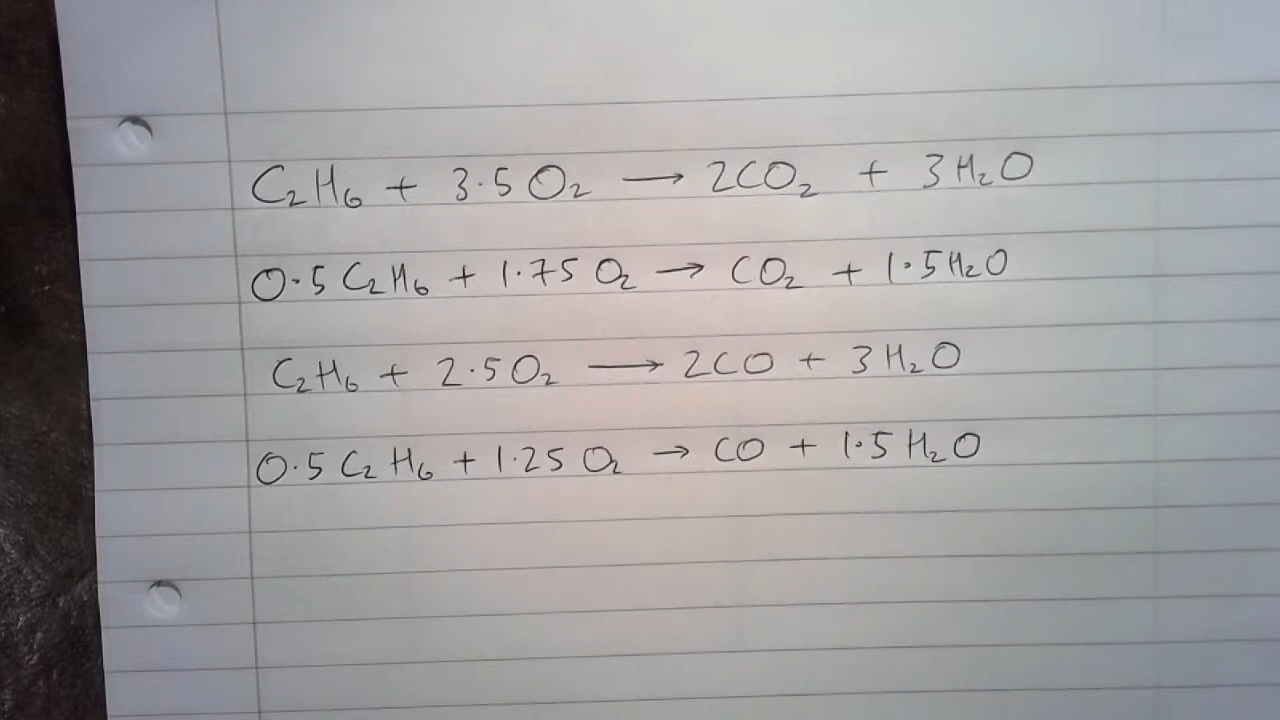 C₂H₆ + 3·5 O₂ → 2CO₂ + 3H₂O
0·5 C₂H₆ + 1·75 O₂ → CO₂ + 1·5H₂O
C₂H₆ + 2·5O₂ → 2CO + 3H₂O
0·5 C₂H₆ + 1·25 O₂ → CO + 1·5 H₂O